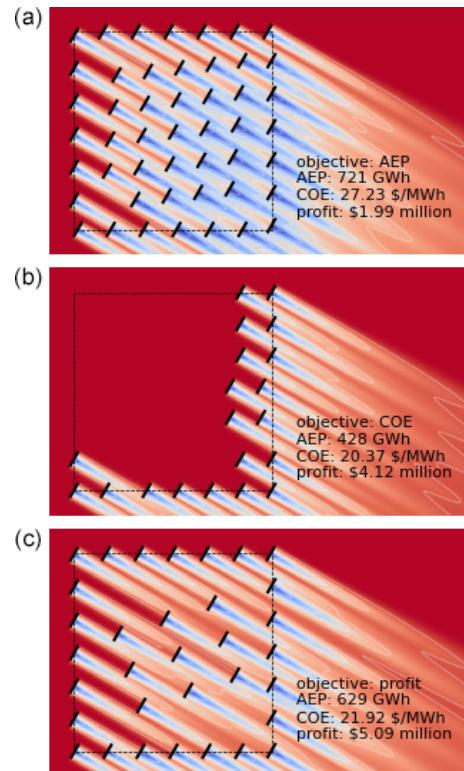 (a)
objective: AEP
AEP: 721 GWh
COE: 27.23 $/MWh
profit: $1.99 million
(b)
objective: COE
AEP: 428 GWh
COE: 20.37 $/MWh
profit: $4.12 million
(c)
objective: profit
AEP: 629 GWh
COE: 21.92 $/MWh
profit: $5.09 million